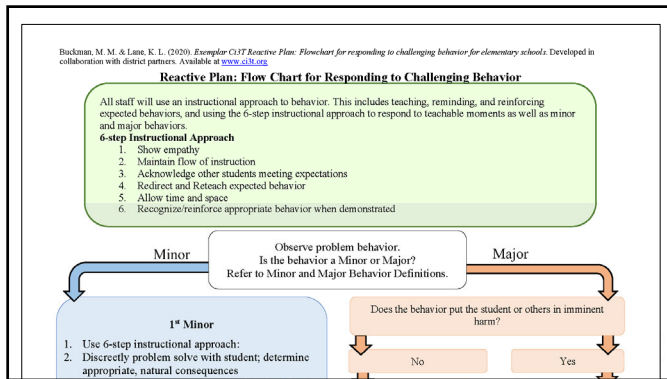 Buckman, M. M. & Lane, K. L. (2020). Exemplar Ci3T Reactive Plan: Flowchart for responding to challenging behavior for elementary schools. Developed in
collaboration with district partners. Available at www.ci3t.org
Reactive Plan: Flow Chart for Responding to Challenging Behavior
All staff will use an instructional approach to behavior. This includes teaching, reminding, and reinforcing
expected behaviors, and using the 6-step instructional approach to respond to teachable moments as well as minor
and major behaviors.
6-step Instructional Approach
1. Show empathy
2. Maintain flow of instruction
3. Acknowledge other students meeting expectations
4. Redirect and Reteach expected behavior
5. Allow time and space
6. Recognize/reinforce appropriate behavior when demonstrated
Observe problem behavior.
Is the behavior a Minor or Major?
Refer to Minor and Major Behavior Definitions.
Minor
Major
1st Minor
1. Use 6-step instructional approach:
2. Discreetly problem solve with student; determine
appropriate, natural consequences
Does the behavior put the student or others in imminent
harm?
No
Yes